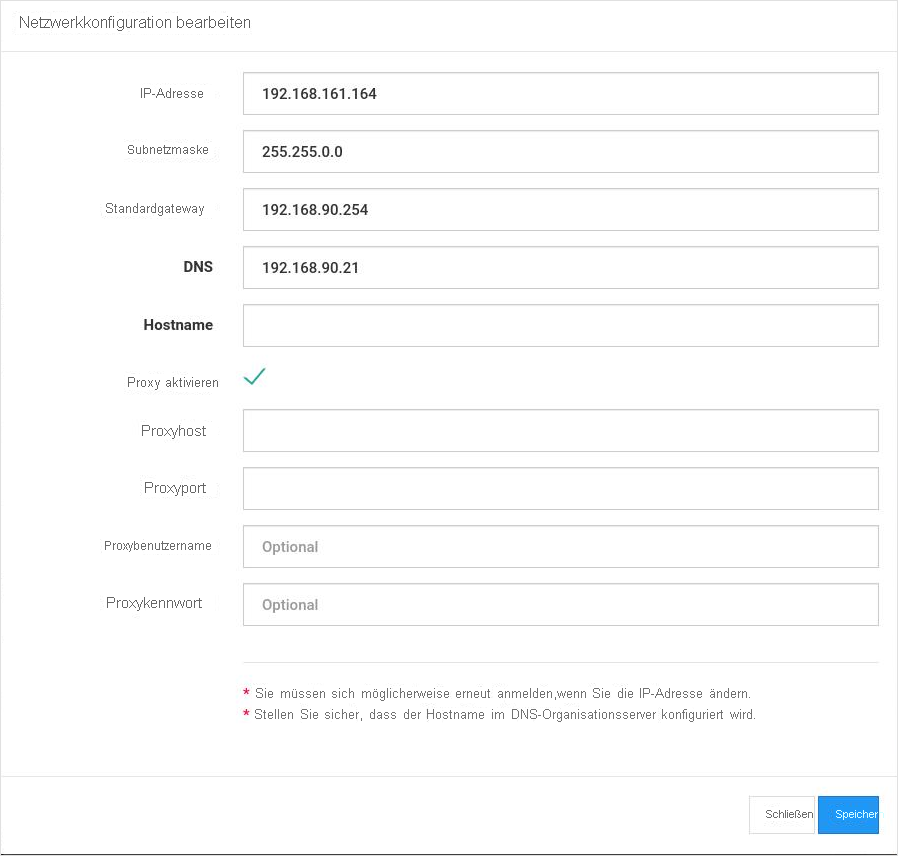 Netzwerkkonfiguration bearbeiten
IP-Adresse 192.168.161.164
Subnetzmaske 255.255.0.0
Standardgateway 192.168.90.254
DNS 192.168.90.21
Hostname
Proxy aktivieren
Proxyhost
Proxyport
Proxybenutzername Optional
Proxykennwort Optional
* Sie müssen sich möglicherweise erneut anmelden,wenn Sie die IP-Adresse ändern.
* Stellen Sie sicher, dass der Hostname im DNS-Organisationsserver konfiguriert wird.
Schließen Speicher